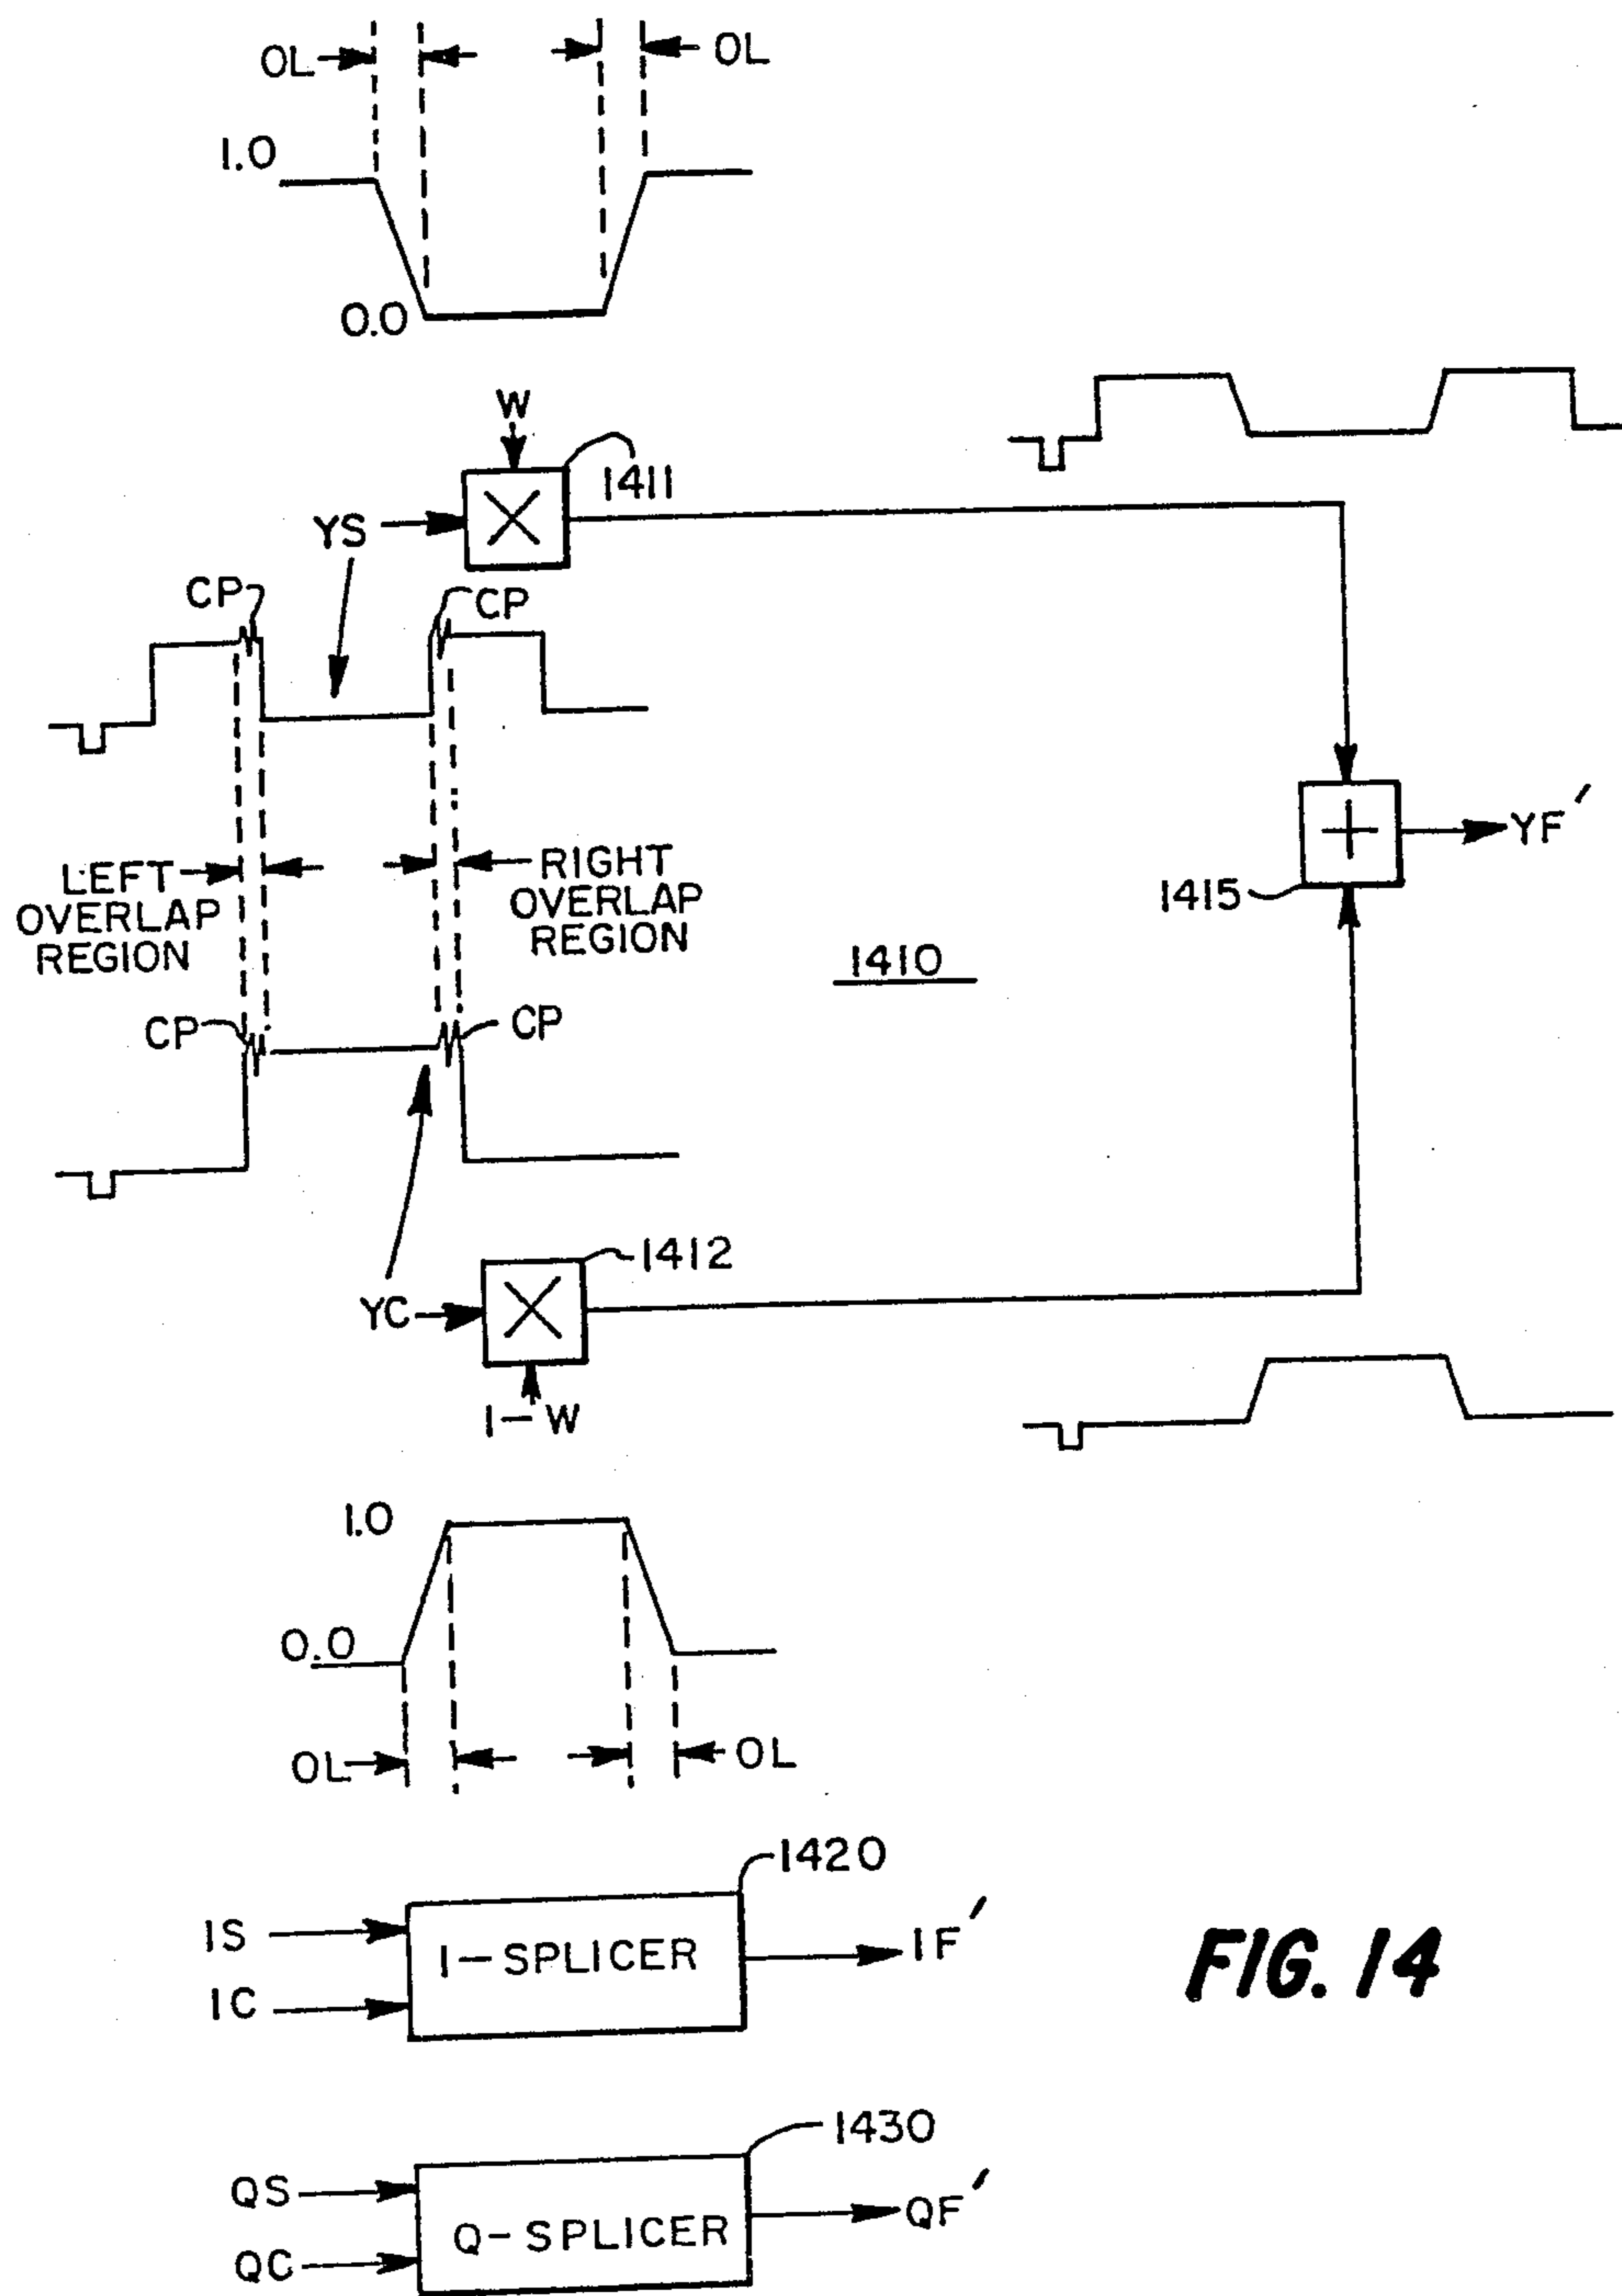 OL
OL
1.0
0.0
W
1411
YS
CP
CP
LEFT
OVERLAP
REGION
RIGHT
OVERLAP
REGION
1410
1415
YF'
CP
CP
1412
YC
1-W
1.0
0.0
OL
OL
1420
IS
IC
I-SPLICER
IF'
FIG. 14
1430
QS
QC
Q-SPLICER
QF'